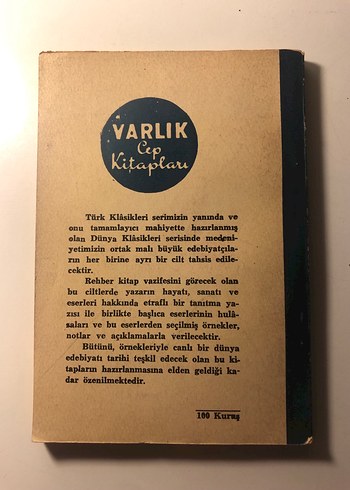 VARLIK
Cep
Kitapları
Türk Klâsikleri serimizin yanında ve
onu tamamlayıcı mahiyette hazırlanmış
olan Dünya Klâsikleri serisinde medeni-
yetimizin ortak malı büyük edebiyatçıla-
rın her birine ayrı bir cilt tahsis edile-
cektir.
Rehber kitap vazifesini görecek olan
bu ciltlerde yazarın hayatı, sanatı ve
eserleri hakkında etraflı bir tanıtma ya-
zısı ile birlikte başlıca eserlerinin hulâ-
saları ve bu eserlerden seçilmiş örnekler,
notlar ve açıklamalarla verilecektir.
Bütünü, örnekleriyle canlı bir dünya
edebiyatı tarihi teşkil edecek olan bu ki-
tapların hazırlanmasına elden geldiği ka-
dar özenilmektedir.
100 Kuruş